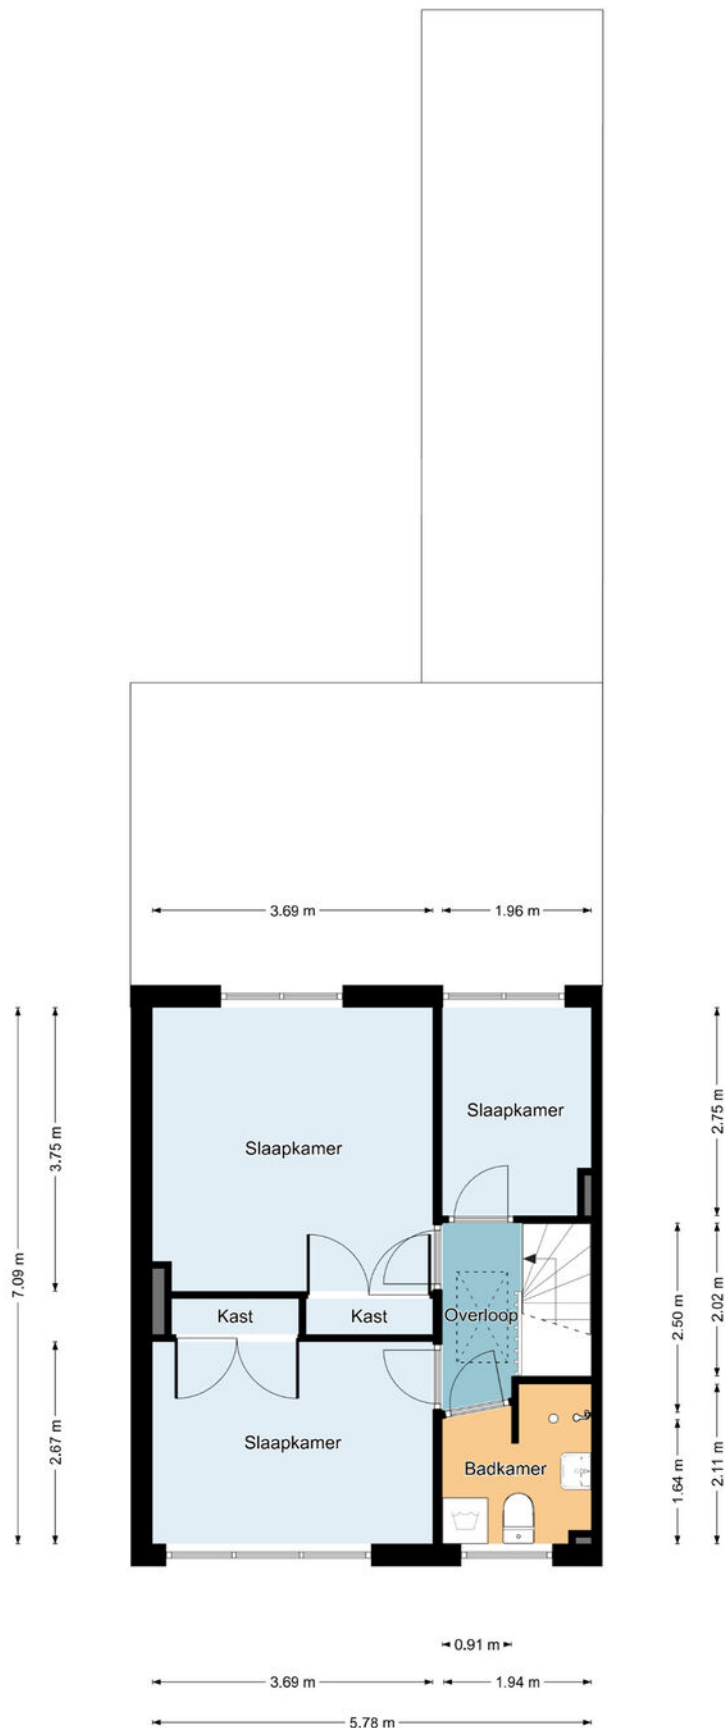 3.69 m
1.96 m
Slaapkamer
Slaapkamer
2.75 m
3.75 m
7.09 m
Kast
Kast
Overloop
2.50 m
2.02 m
Slaapkamer
2.67 m
Badkamer
1.64 m
2.11 m
0.91 m
3.69 m
1.94 m
5.78 m